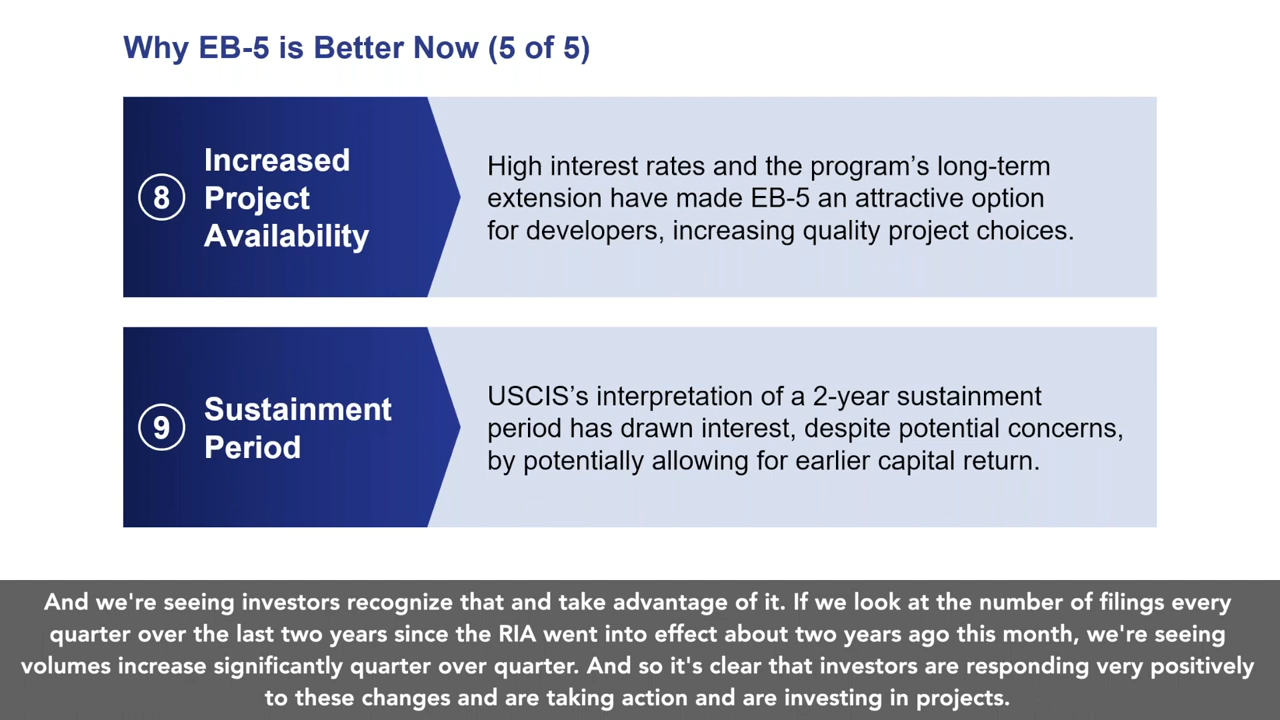 Why EB-5 is Better Now (5 of 5)
8
Increased
Project
Availability
High interest rates and the program’s long-term
extension have made EB-5 an attractive option
for developers, increasing quality project choices.
9
Sustainment
Period
USCIS’s interpretation of a 2-year sustainment
period has drawn interest, despite potential concerns,
by potentially allowing for earlier capital return.
And we're seeing investors recognize that and take advantage of it. If we look at the number of filings every
quarter over the last two years since the RIA went into effect about two years ago this month, we're seeing
volumes increase significantly quarter over quarter. And so it's clear that investors are responding very positively
to these changes and are taking action and are investing in projects.